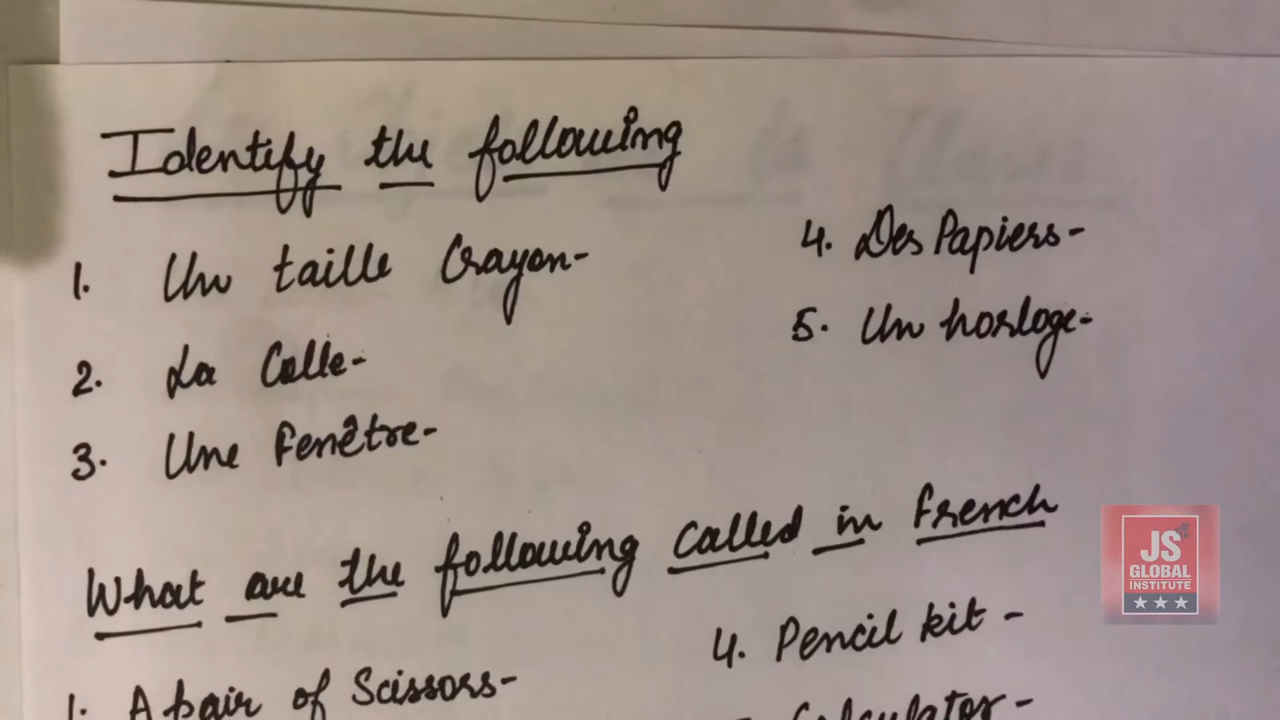 Identify the following
1. Un taille Crayon-
2. La Colle-
3. Une Fenêtre-
4. Des Papiers-
5. Un horloge-
What are the following called in French
1. A pair of Scissors-
4. Pencil kit-
Calculator-
JS
GLOBAL
INSTITUTE